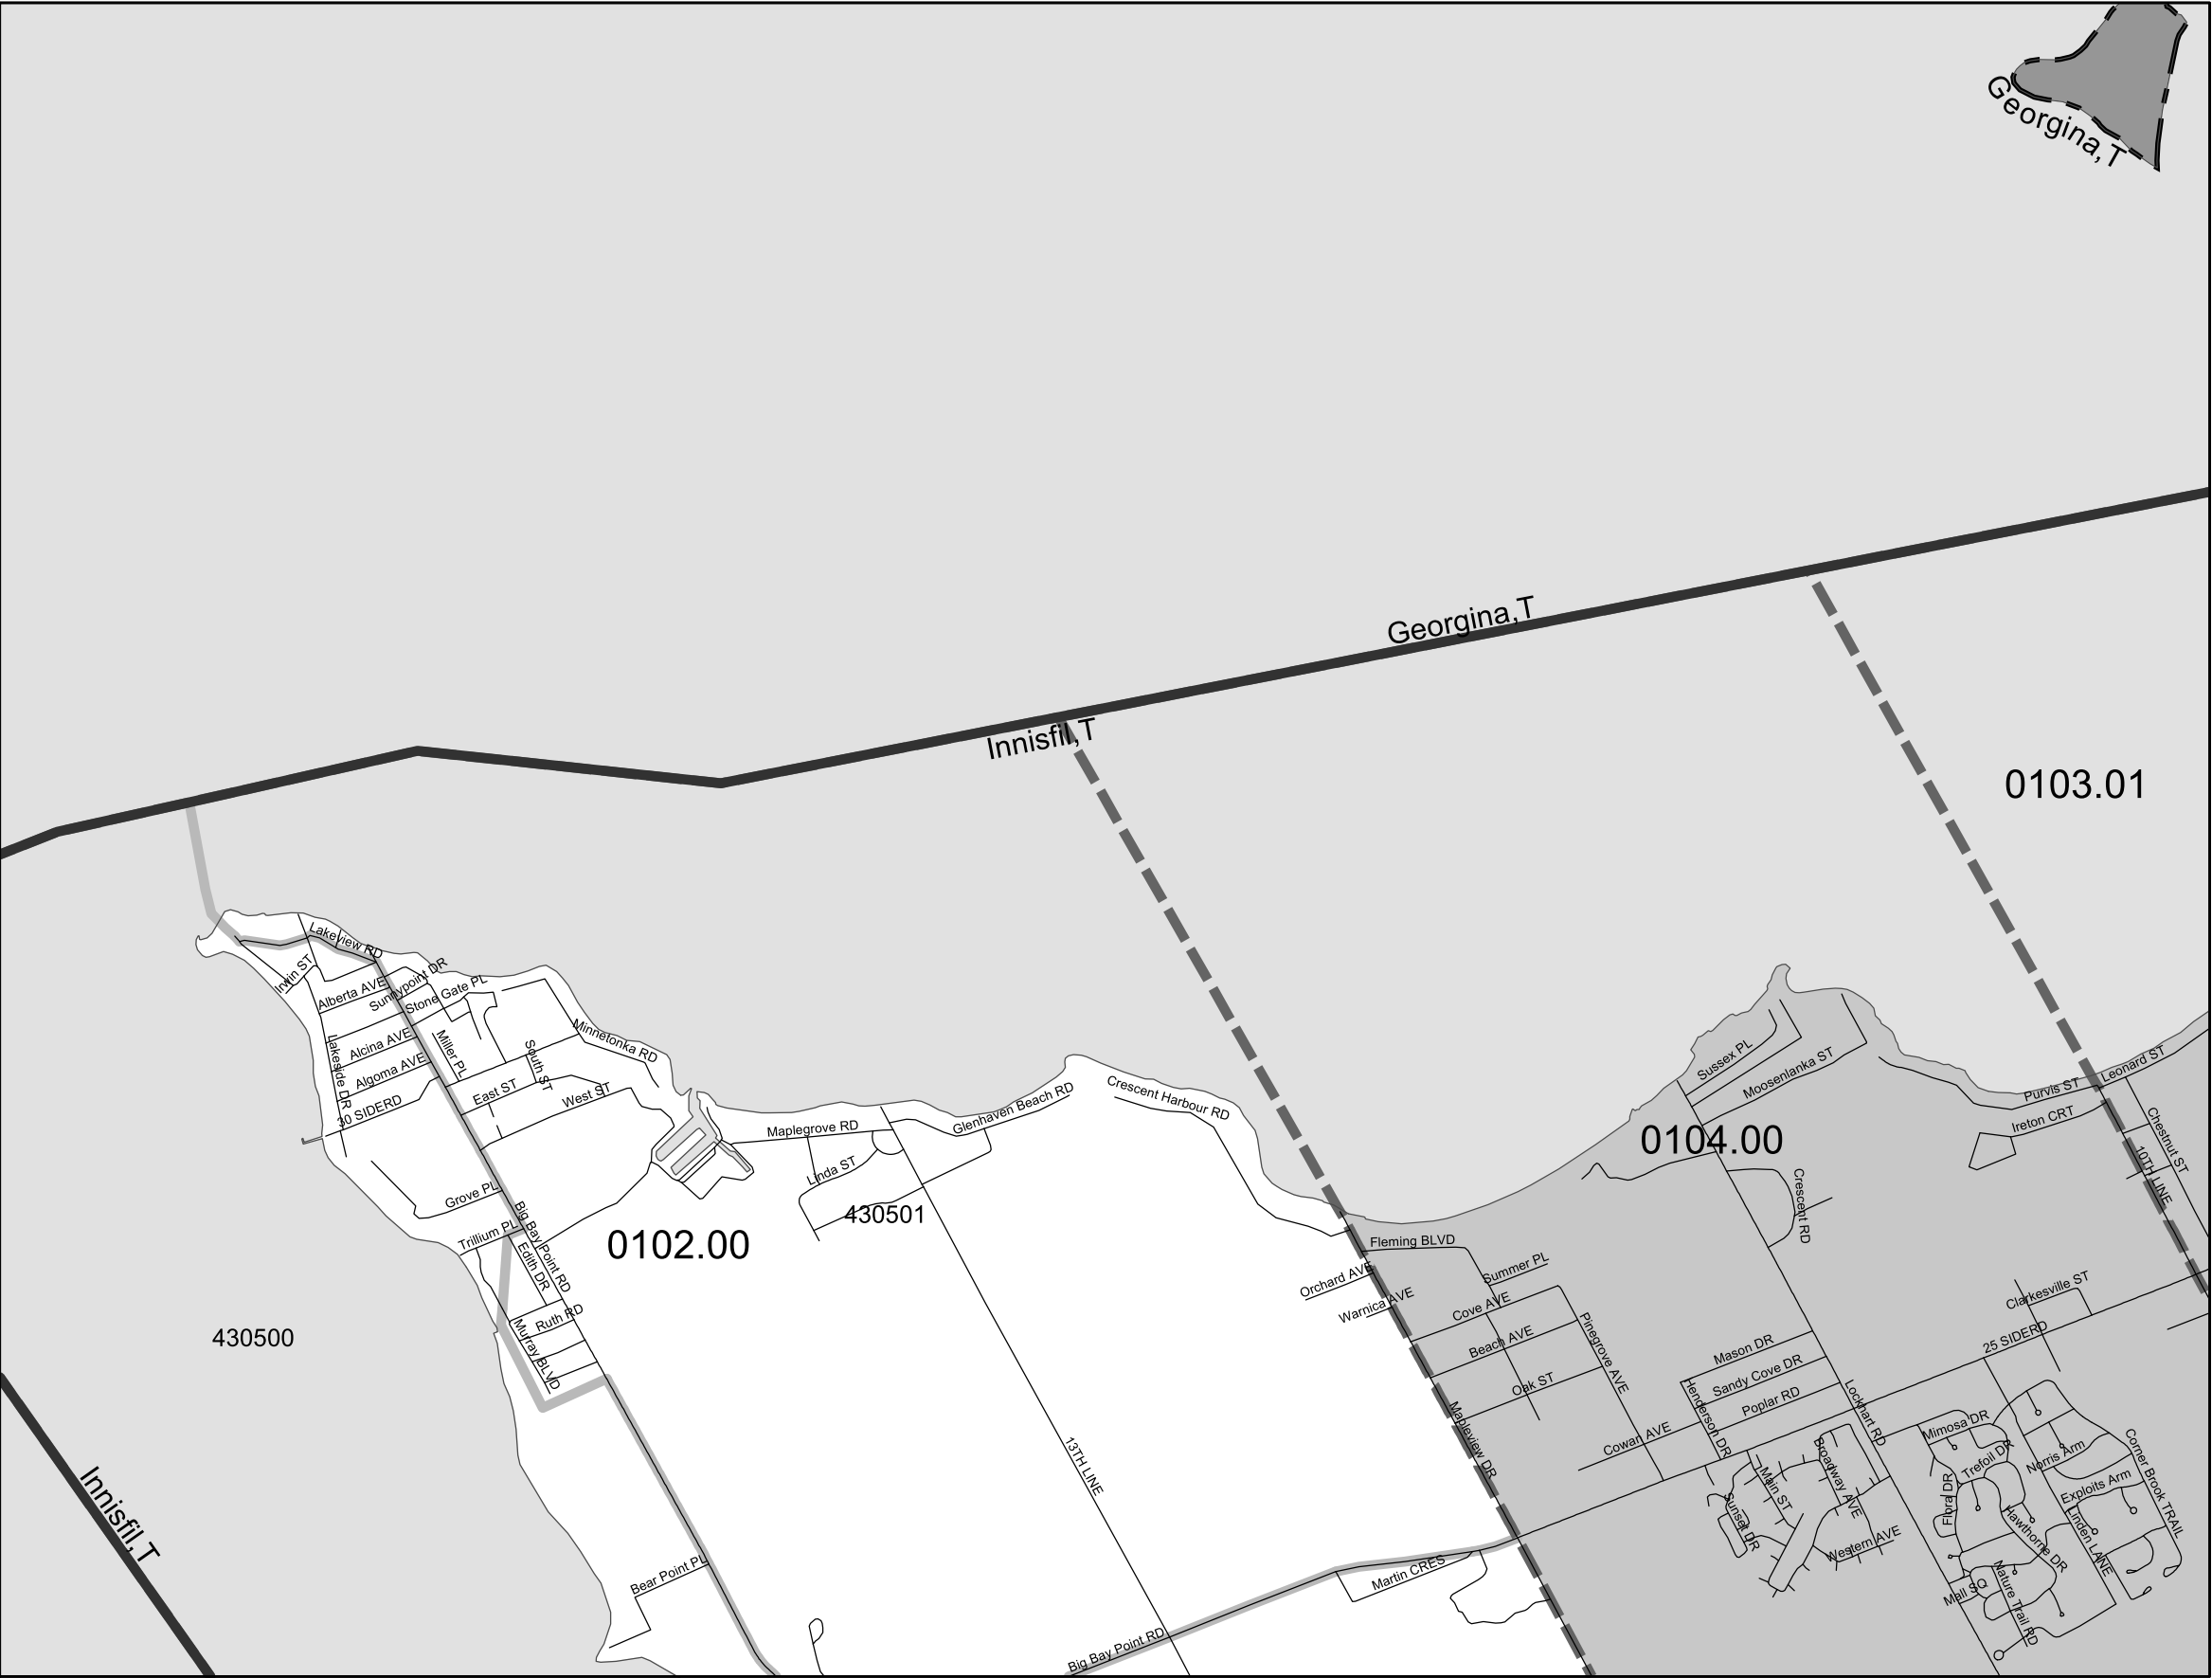 Georgina,T
Georgina,T
Innisfil,T
0103.01
Lakeview RD
Irwin ST
Alberta AVE
Sunnypoint DR
Stone Gate PL
Alcina AVE
Miller PL
Algoma AVE
Lakeside DR
30 SIDERD
South ST
Minnetonka RD
East ST
West ST
Maplegrove RD
Glenhaven Beach RD
Crescent Harbour RD
Linda ST
430501
0102.00
Grove PL
Trillium PL
Big Bay Point RD
Edith DR
Ruth RD
Murray BLVD
430500
Innisfil,T
Bear Point PL
13TH LINE
Big Bay Point RD
Martin CRES
Sussex PL
Moosenlanka ST
0104.00
Crescent RD
Purvis ST
Leonard ST
Ireton CRT
Chestnut ST
10TH LINE
Fleming BLVD
Orchard AVE
Warnica AVE
Summer PL
Cove AVE
Beach AVE
Oak ST
Pinegrove AVE
Mapleview DR
Cowan AVE
Mason DR
Sandy Cove DR
Poplar RD
Henderson DR
Lockhart RD
Clarkesville ST
25 SIDERD
Main ST
Broadway AVE
Sunset DR
Western AVE
Mimosa DR
Trefoil DR
Flora DR
Hawthorne DR
Norris Arm
Exploits Arm
Corner Brook TRAIL
Linden LANE
Mall SQ
Nature Trail RD